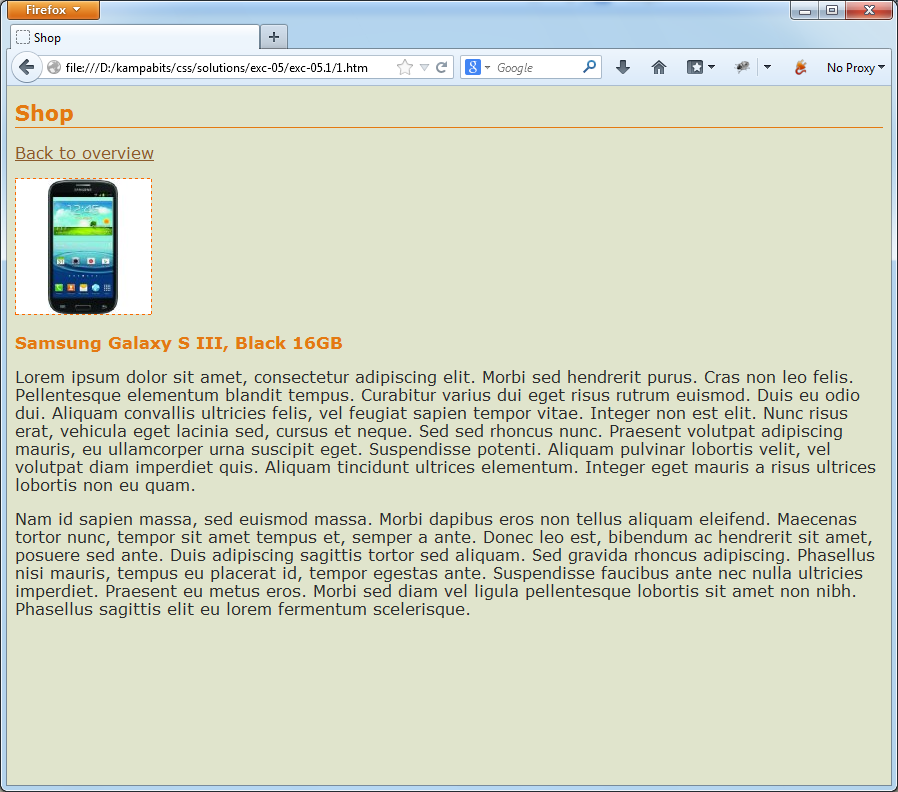 Firefox
Shop
file:///D:/kampabits/css/solutions/exc-05/exc-05.1/1.htm
Google
No Proxy
Shop
Back to overview
SAMSUNG
12:45
Samsung Galaxy S III, Black 16GB
Lorem ipsum dolor sit amet, consectetur adipiscing elit. Morbi sed hendrerit purus. Cras non leo felis.
Pellentesque elementum blandit tempus. Curabitur varius dui eget risus rutrum euismod. Duis eu odio
dui. Aliquam convallis ultricies felis, vel feugiat sapien tempor vitae. Integer non est elit. Nunc risus
erat, vehicula eget lacinia sed, cursus et neque. Sed sed rhoncus nunc. Praesent volutpat adipiscing
mauris, eu ullamcorper urna suscipit eget. Suspendisse potenti. Aliquam pulvinar lobortis velit, vel
volutpat diam imperdiet quis. Aliquam tincidunt ultrices elementum. Integer eget mauris a risus ultrices
lobortis non eu quam.
Nam id sapien massa, sed euismod massa. Morbi dapibus eros non tellus aliquam eleifend. Maecenas
tortor nunc, tempor sit amet tempus et, semper a ante. Donec leo est, bibendum ac hendrerit sit amet,
posuere sed ante. Duis adipiscing sagittis tortor sed aliquam. Sed gravida rhoncus adipiscing. Phasellus
nisi mauris, tempus eu placerat id, tempor egestas ante. Suspendisse faucibus ante nec nulla ultricies
imperdiet. Praesent eu metus eros. Morbi sed diam vel ligula pellentesque lobortis sit amet non nibh.
Phasellus sagittis elit eu lorem fermentum scelerisque.